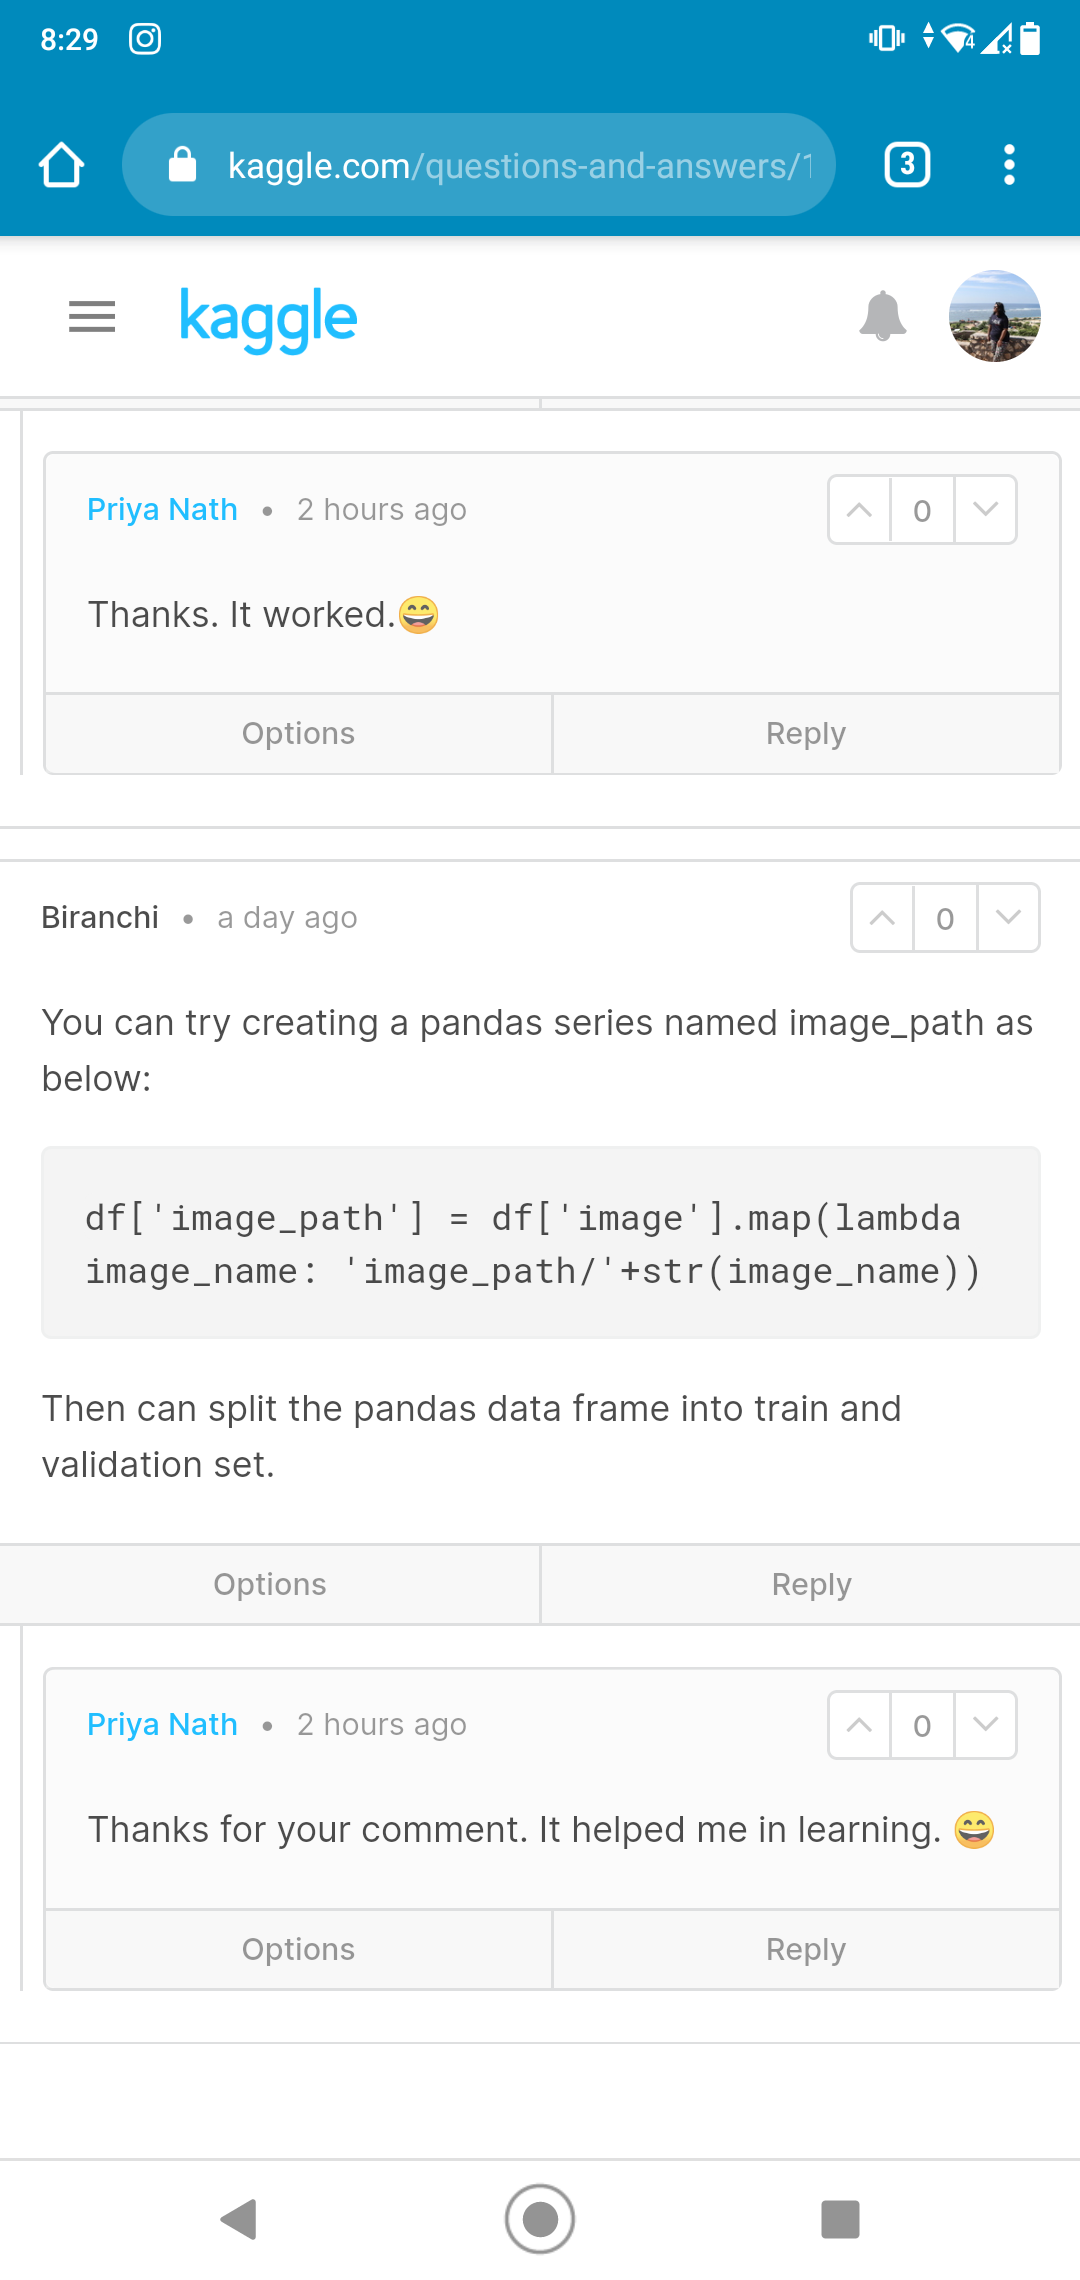 8:29
4
kaggle.com/questions-and-answers/1
3
kaggle
Priya Nath • 2 hours ago
0
Thanks. It worked.😄
Options
Reply
Biranchi • a day ago
0
You can try creating a pandas series named image_path as
below:
df['image_path'] = df['image'].map(lambda
image_name: 'image_path/'+str(image_name))
Then can split the pandas data frame into train and
validation set.
Options
Reply
Priya Nath • 2 hours ago
0
Thanks for your comment. It helped me in learning. 😄
Options
Reply